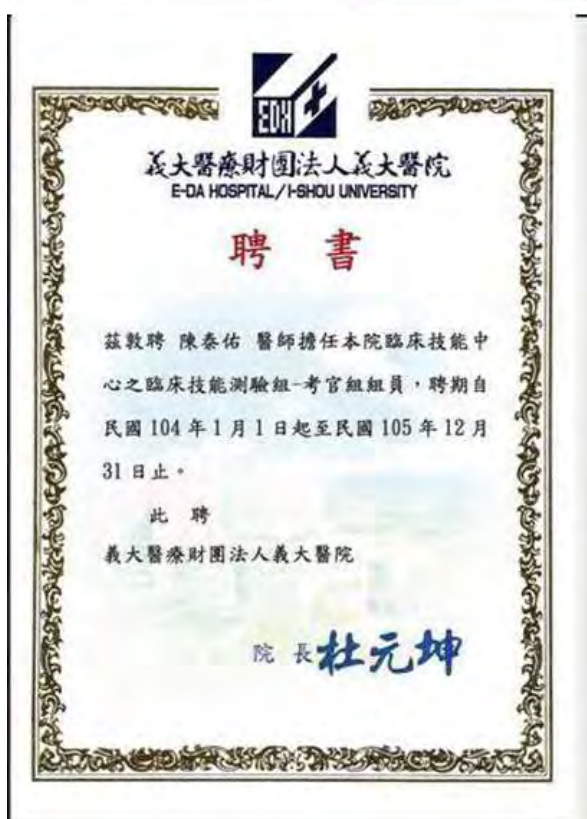 EDH
義大醫療財團法人義大醫院
E-DA HOSPITAL/I-SHOU UNIVERSITY
聘 書
茲敦聘 陳泰佑 醫師擔任本院臨床技能中
心之臨床技能測驗組-考官組組員，聘期自
民國 104 年 1 月 1 日起至民國 105 年 12 月
31 日止。
此 聘
義大醫療財團法人義大醫院
院 長 杜元坤